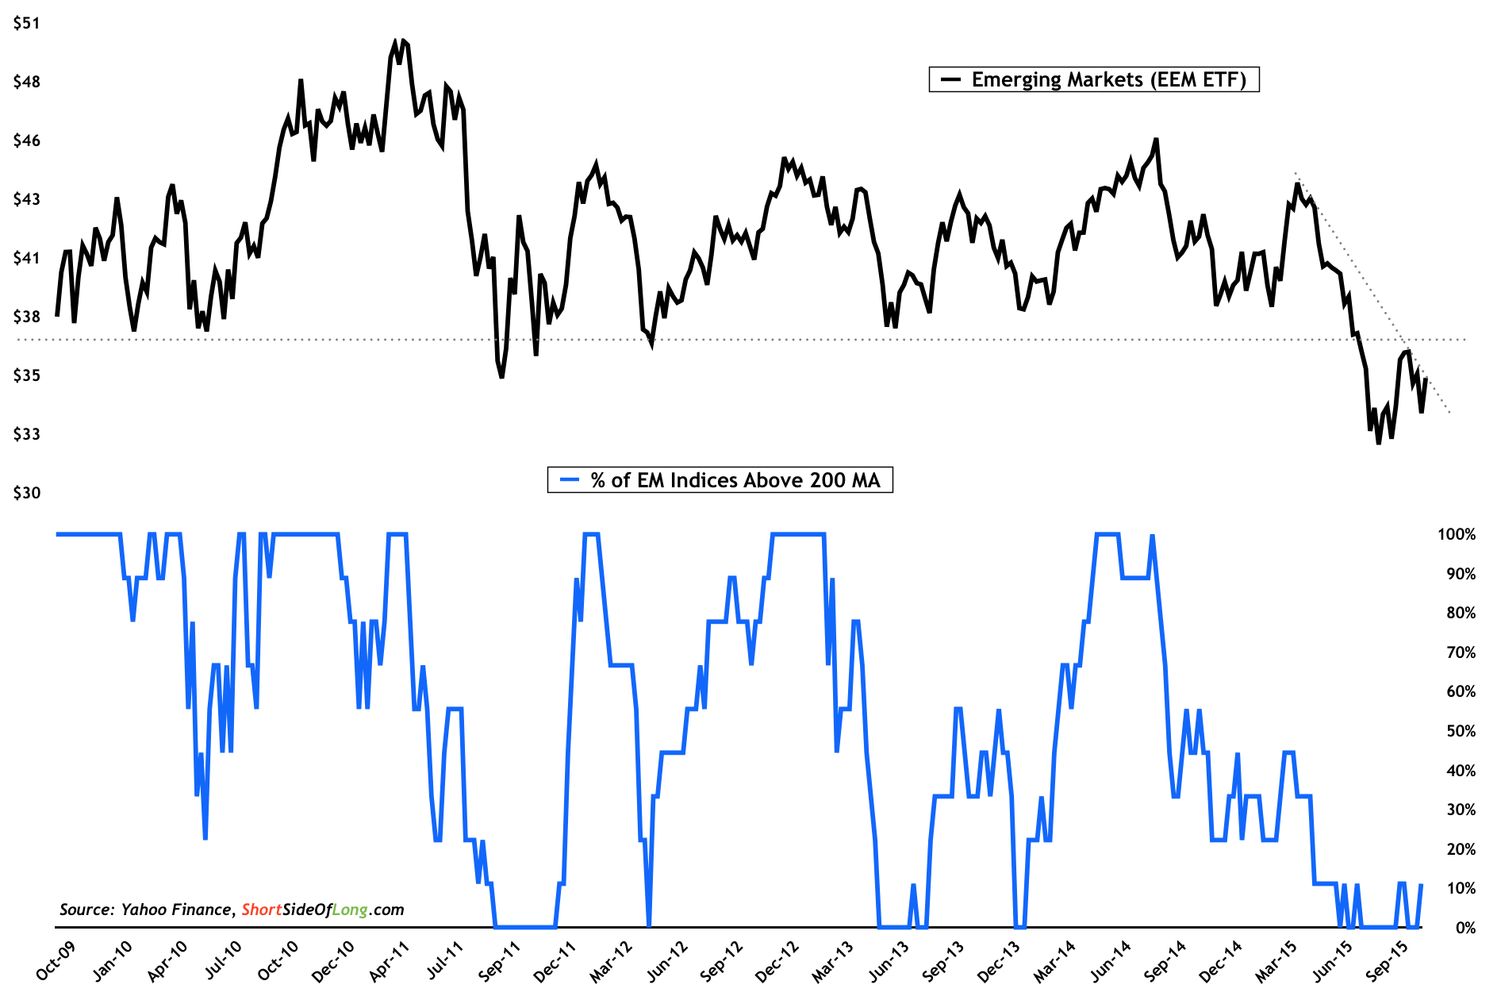 $51
Emerging Markets (EEM ETF)
$48
$46
$43
$41
$38
$35
$33
% of EM Indices Above 200 MA
$30
100%
90%
80%
70%
60%
50%
40%
30%
20%
10%
0%
Source: Yahoo Finance, ShortSideOfLong.com
Oct-09
Jan-10
Apr-10
Jul-10
Oct-10
Dec-10
Apr-11
Jul-11
Sep-11
Dec-11
Mar-12
Jun-12
Sep-12
Dec-12
Mar-13
Jun-13
Sep-13
Dec-13
Mar-14
Jun-14
Sep-14
Dec-14
Mar-15
Jun-15
Sep-15